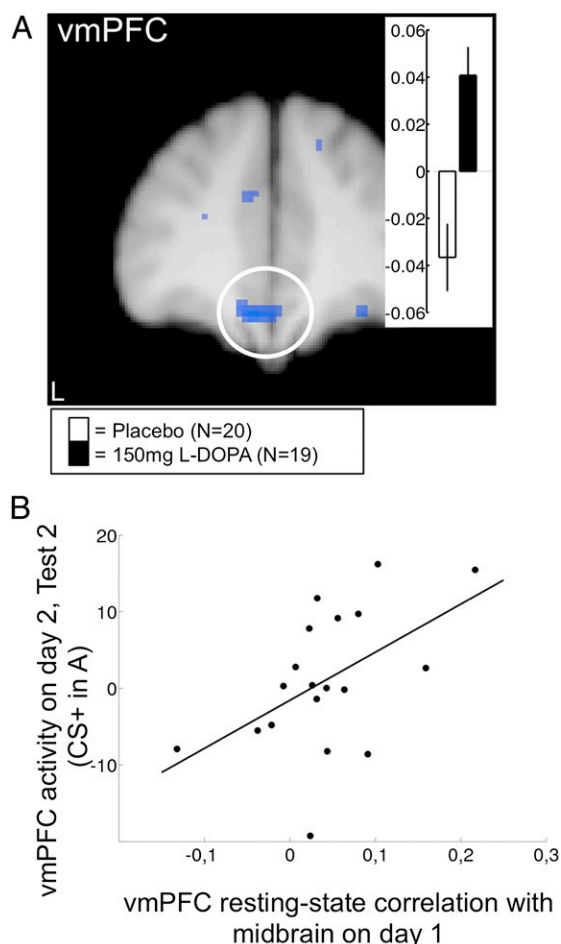 A
vmPFC
0.06
0.04
0.02
0
-0.02
-0.04
-0.06
L
= Placebo (N=20)
= 150mg L-DOPA (N=19)
B
vmPFC activity on day 2, Test 2
(CS+ in A)
20
10
0
-10
-0,1
0
0,1
0,2
0,3
vmPFC resting-state correlation with
midbrain on day 1